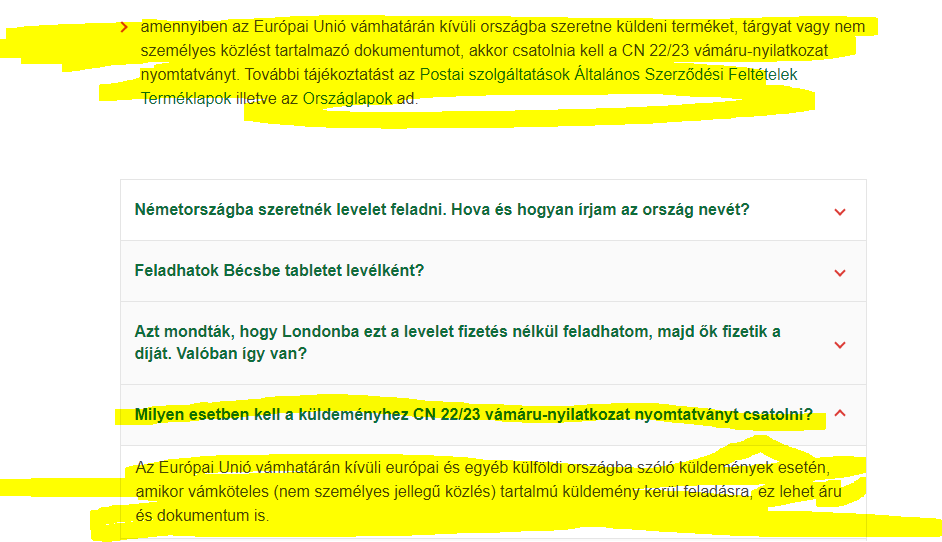 amennyiben az Európai Unió vámhatárán kívüli országba szeretne küldeni terméket, tárgyat vagy nem
személyes közlést tartalmazó dokumentumot, akkor csatolnia kell a CN 22/23 vámáru-nyilatkozat
nyomtatványt. További tájékoztatást az Postai szolgáltatások Általános Szerződési Feltételek
Terméklapok illetve az Országlapok ad.
Németországba szeretnék levelet feladni. Hova és hogyan írjam az ország nevét?
Feladhatok Bécsbe tabletet levélként?
Azt mondták, hogy Londonba ezt a levelet fizetés nélkül feladhatom, majd ők fizetik a
díját. Valóban így van?
Milyen esetben kell a küldeményhez CN 22/23 vámáru-nyilatkozat nyomtatványt csatolni?
Az Európai Unió vámhatárán kívüli európai és egyéb külföldi országba szóló küldemények esetén,
amikor vámköteles (nem személyes jellegű közlés) tartalmú küldemény kerül feladásra, ez lehet áru
és dokumentum is.